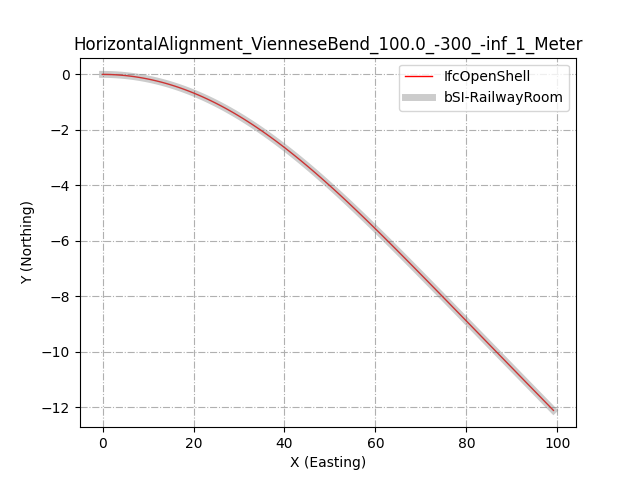 HorizontalAlignment_VienneseBend_100.0_-300_-inf_1_Meter
IfcOpenShell
bSI-RailwayRoom
0
−2
−4
−6
−8
−10
−12
Y (Northing)
0 20 40 60 80 100
X (Easting)